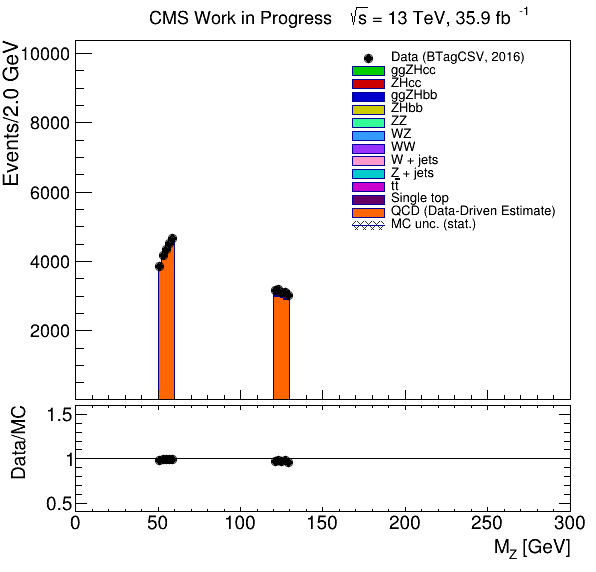 CMS Work in Progress √s = 13 TeV, 35.9 fb⁻¹
Events/2.0 GeV
10000
8000
6000
4000
2000
Data (BTagCSV, 2016)
ggZHcc
ZHcc
ggZHbb
ZHbb
ZZ
WZ
WW
W + jets
Z + jets
tt̅
Single top
QCD (Data-Driven Estimate)
MC unc. (stat.)
Data/MC
1.5
1
0.5
0 50 100 150 200 250 300
M_Z [GeV]